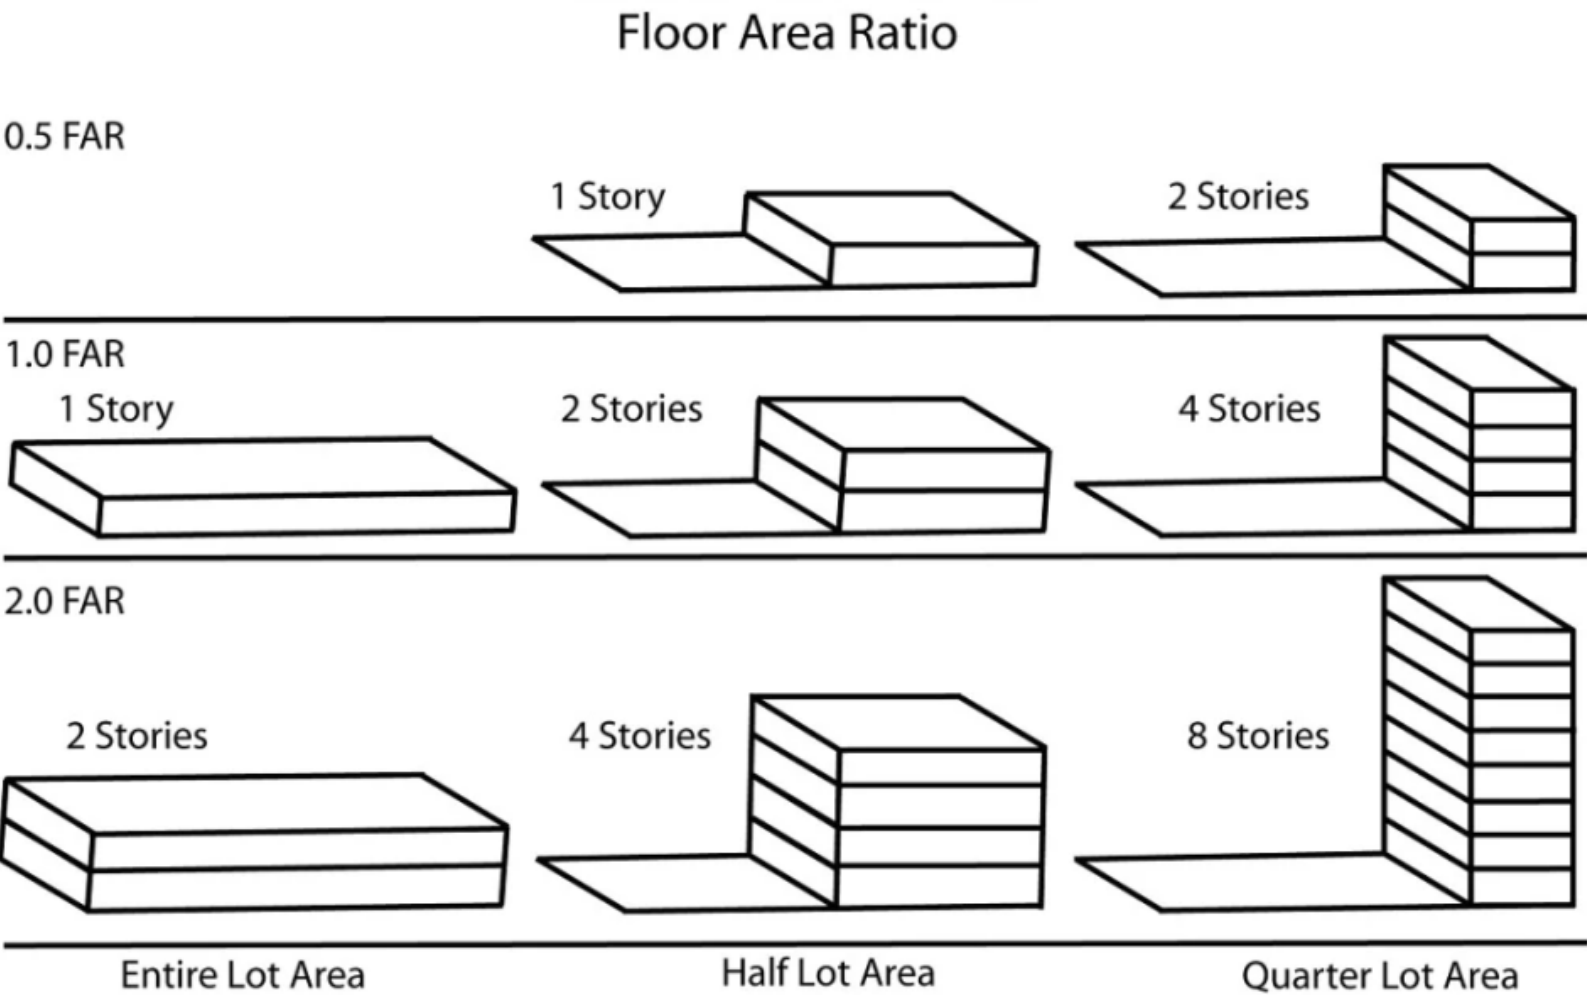 Floor Area Ratio
0.5 FAR
1 Story
2 Stories
1.0 FAR
1 Story
2 Stories
4 Stories
2.0 FAR
2 Stories
4 Stories
8 Stories
Entire Lot Area
Half Lot Area
Quarter Lot Area